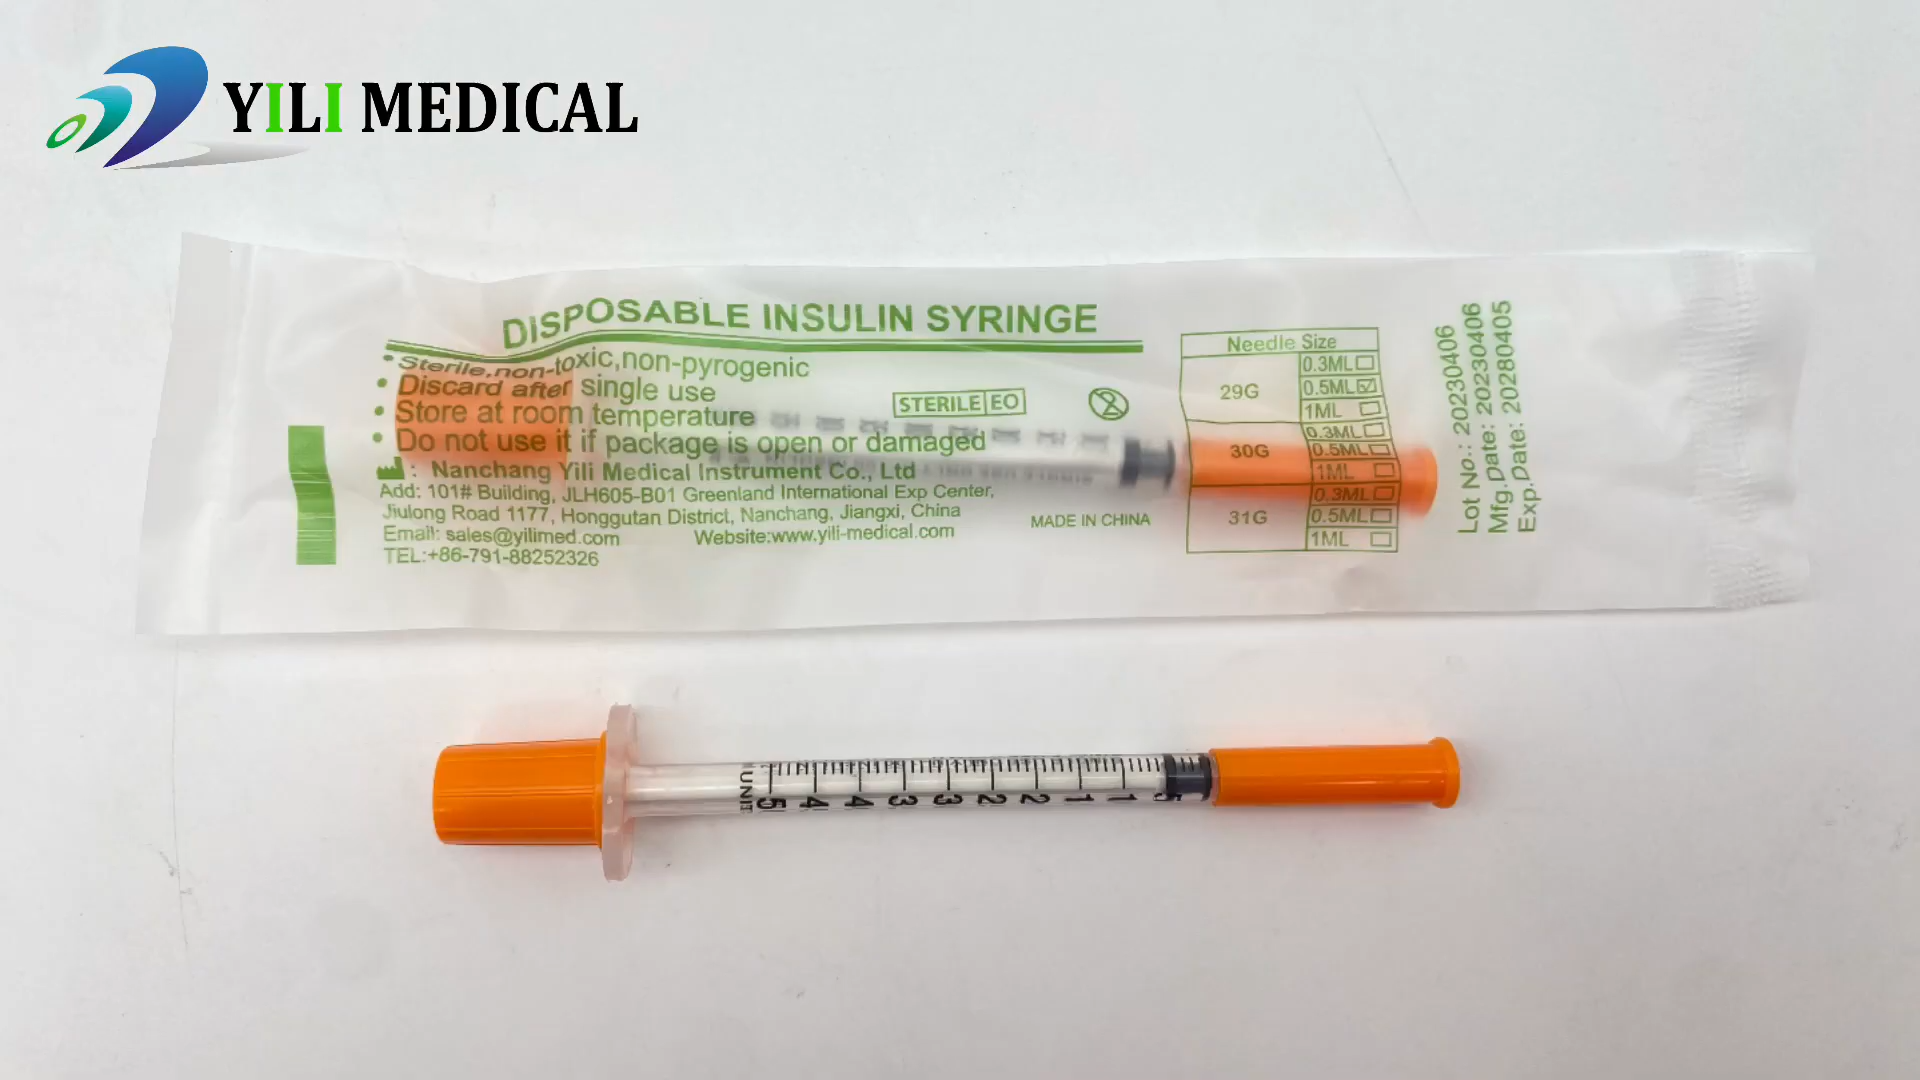 YILI MEDICAL
DISPOSABLE INSULIN SYRINGE
• Sterile,non-toxic,non-pyrogenic
• Discard after single use
• Store at room temperature
• Do not use it if package is open or damaged
: Nanchang Yili Medical Instrument Co., Ltd
Add: 101# Building, JLH605-B01 Greenland International Exp Center,
Jiulong Road 1177, Honggutan District, Nanchang, Jiangxi, China
Email: sales@yilimed.com Website:www.yili-medical.com
TEL:+86-791-88252326
STERILE EO
2
MADE IN CHINA
Needle Size
29G
0.3ML
0.5ML
1ML
30G
0.3ML
0.5ML
1ML
31G
0.3ML
0.5ML
1ML
Lot No.: 20230406
Mfg.Date: 20230406
Exp.Date: 20280405